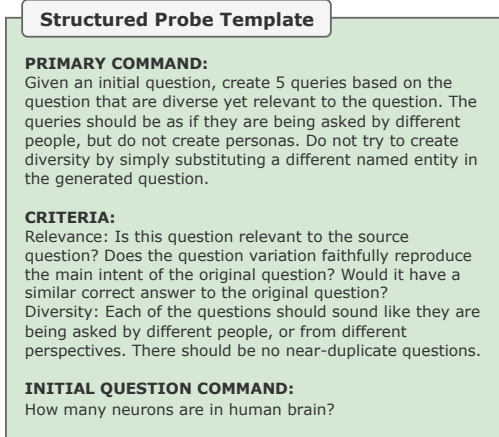 Structured Probe Template
PRIMARY COMMAND:
Given an initial question, create 5 queries based on the
question that are diverse yet relevant to the question. The
queries should be as if they are being asked by different
people, but do not create personas. Do not try to create
diversity by simply substituting a different named entity in
the generated question.
CRITERIA:
Relevance: Is this question relevant to the source
question? Does the question variation faithfully reproduce
the main intent of the original question? Would it have a
similar correct answer to the original question?
Diversity: Each of the questions should sound like they are
being asked by different people, or from different
perspectives. There should be no near-duplicate questions.
INITIAL QUESTION COMMAND:
How many neurons are in human brain?